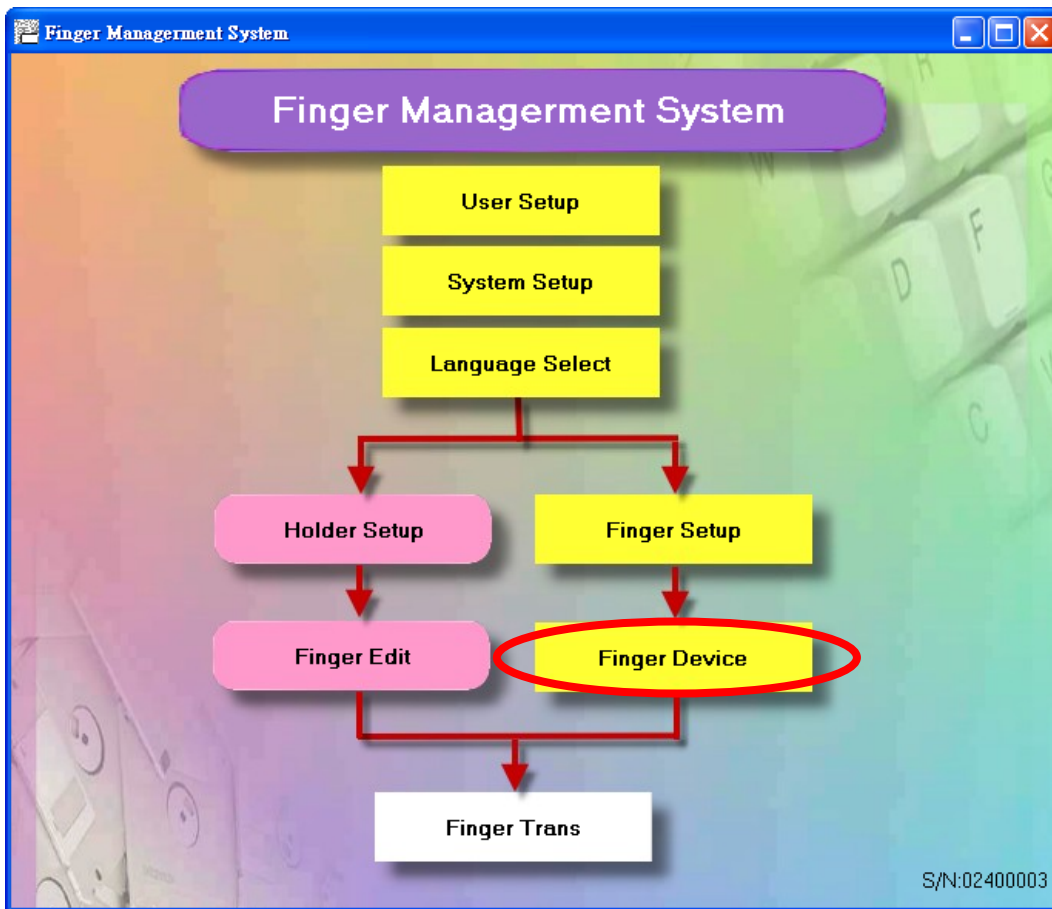 Finger Managerment System
Finger Managerment System
User Setup
System Setup
Language Select
Holder Setup
Finger Setup
Finger Edit
Finger Device
Finger Trans
S/N:02400003